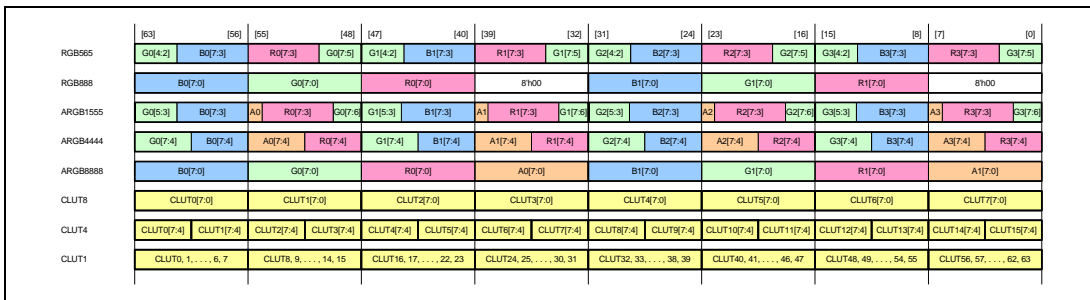 [63] [56] [55] [48] [47] [40] [39] [32] [31] [24] [23] [16] [15] [8] [7] [0]
RGB565 G0[4:2] B0[7:3] R0[7:3] G0[7:5] G1[4:2] B1[7:3] R1[7:3] G1[7:5] G2[4:2] B2[7:3] R2[7:3] G2[7:5] G3[4:2] B3[7:3] R3[7:3] G3[7:5]
RGB888 B0[7:0] G0[7:0] R0[7:0] 8'h00 B1[7:0] G1[7:0] R1[7:0] 8'h00
ARGB1555 G0[5:3] B0[7:3] A0 R0[7:3] G0[7:6] G1[5:3] B1[7:3] A1 R1[7:3] G1[7:6] G2[5:3] B2[7:3] A2 R2[7:3] G2[7:6] G3[5:3] B3[7:3] A3 R3[7:3] G3[7:6]
ARGB4444 G0[7:4] B0[7:4] A0[7:4] R0[7:4] G1[7:4] B1[7:4] A1[7:4] R1[7:4] G2[7:4] B2[7:4] A2[7:4] R2[7:4] G3[7:4] B3[7:4] A3[7:4] R3[7:4]
ARGB8888 B0[7:0] G0[7:0] R0[7:0] A0[7:0] B1[7:0] G1[7:0] R1[7:0] A1[7:0]
CLUT8 CLUT0[7:0] CLUT1[7:0] CLUT2[7:0] CLUT3[7:0] CLUT4[7:0] CLUT5[7:0] CLUT6[7:0] CLUT7[7:0]
CLUT4 CLUT0[7:4] CLUT1[7:4] CLUT2[7:4] CLUT3[7:4] CLUT4[7:4] CLUT5[7:4] CLUT6[7:4] CLUT7[7:4] CLUT8[7:4] CLUT9[7:4] CLUT10[7:4] CLUT11[7:4] CLUT12[7:4] CLUT13[7:4] CLUT14[7:4] CLUT15[7:4]
CLUT1 CLUT0, 1, . . . , 6, 7 CLUT8, 9, . . . , 14, 15 CLUT16, 17, . . . , 22, 23 CLUT24, 25, . . . , 30, 31 CLUT32, 33, . . . , 38, 39 CLUT40, 41, . . . , 46, 47 CLUT48, 49, . . . , 54, 55 CLUT56, 57, . . . , 62, 63